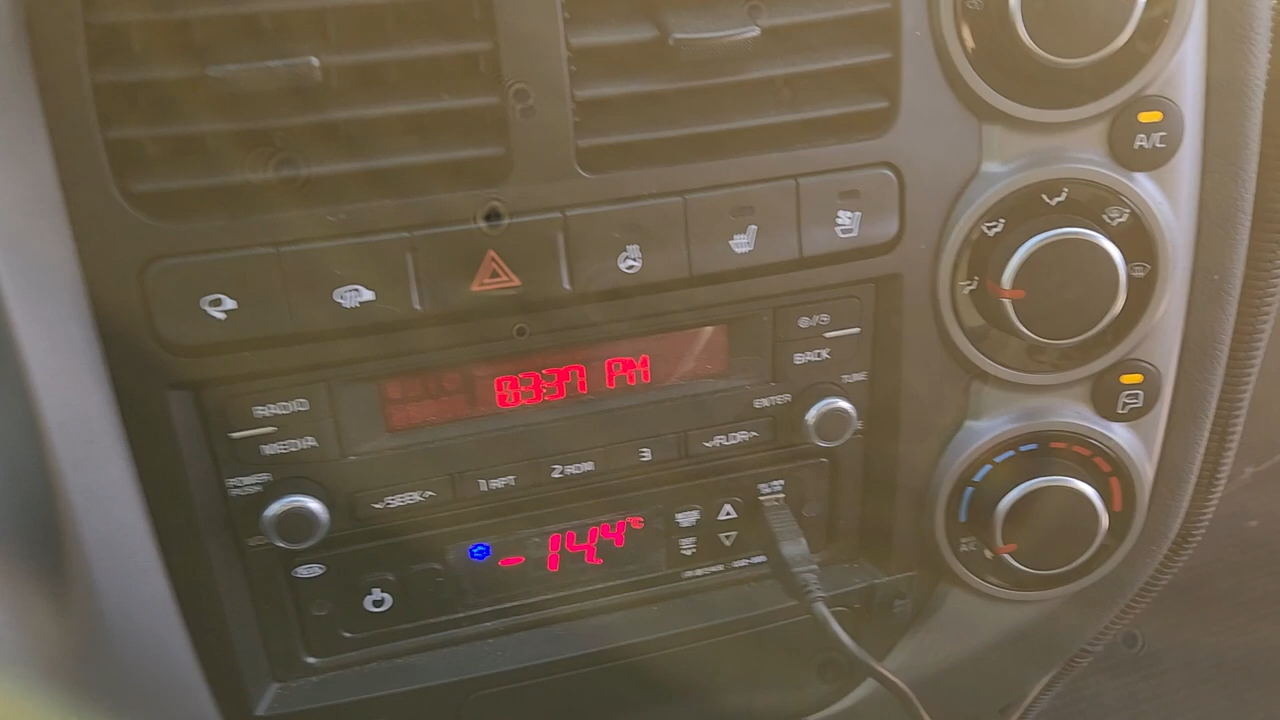 A/C
03:37 PM
RADIO
MEDIA
BACK
TUNE
ENTER
POWER
PUSH
SEEK
1 RPT
2 RDM
3
FLDR
-14.4°C
A/C